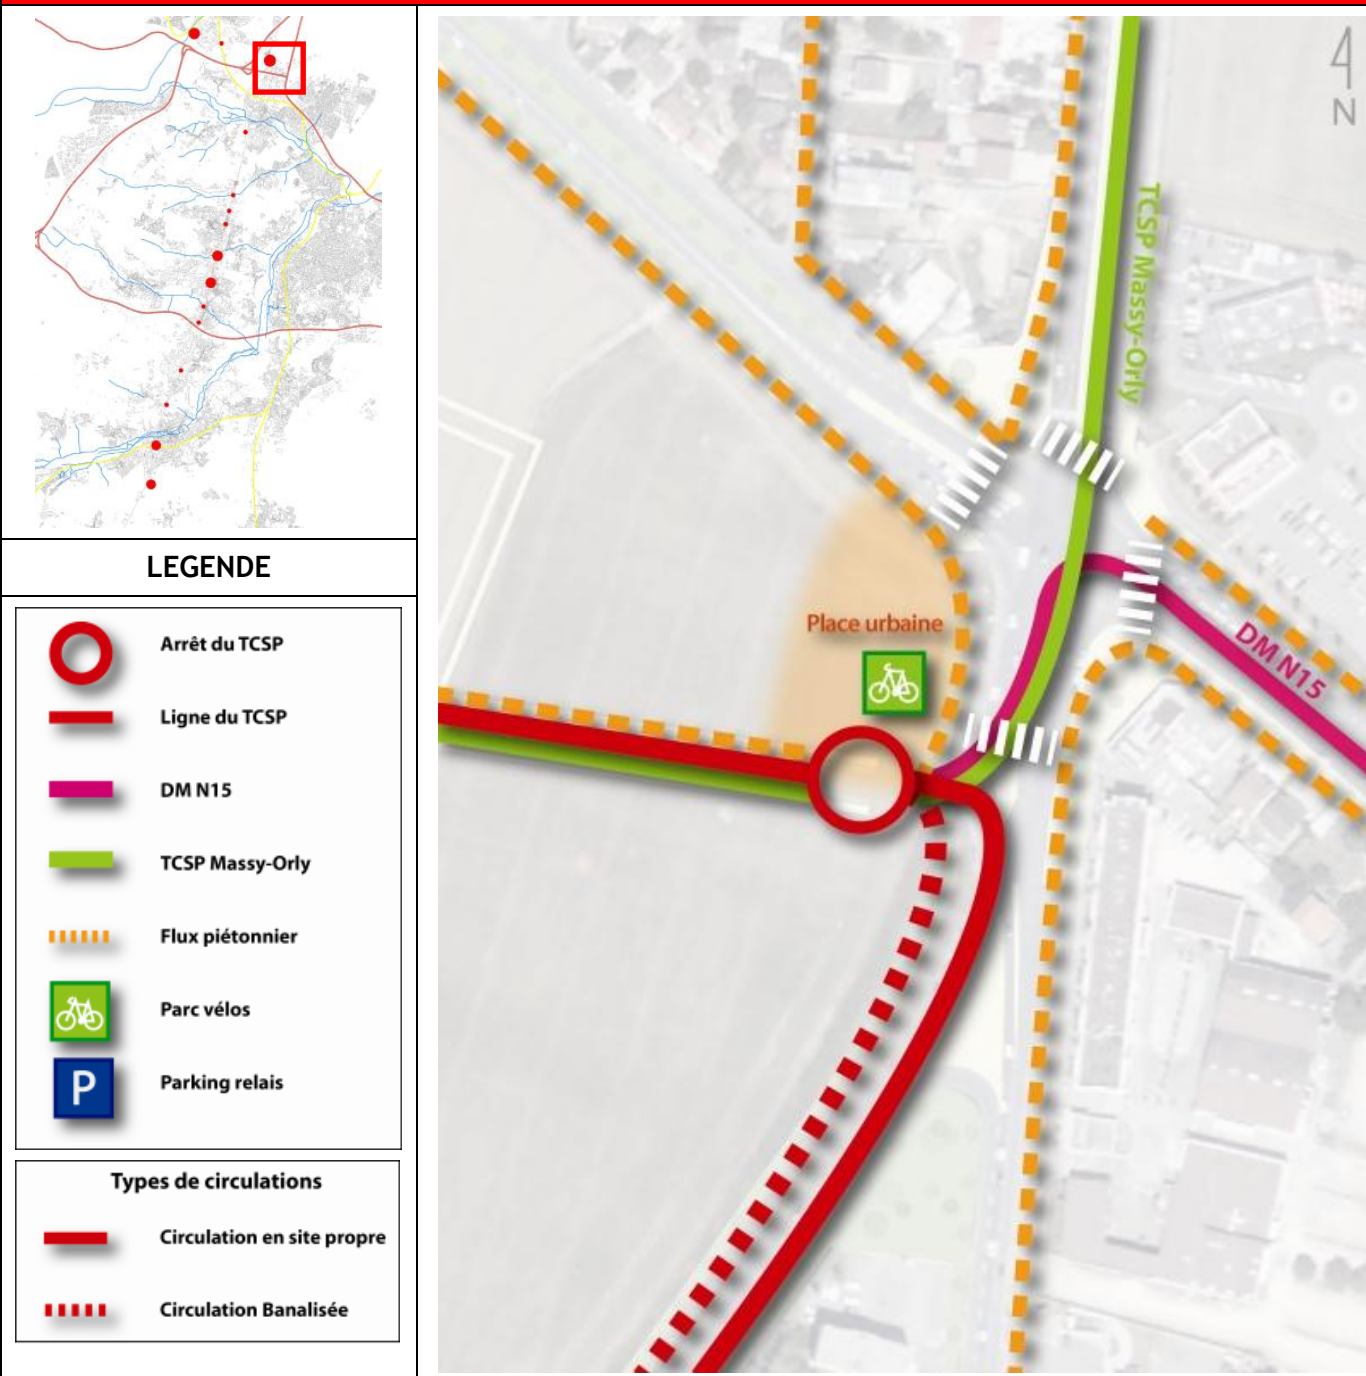 LEGENDE
Arrêt du TCSP
Ligne du TCSP
DM N15
TCSP Massy-Orly
Flux piétonnier
Parc vélos
P
Parking relais
Types de circulations
Circulation en site propre
Circulation Banalisée
N
TCSP Massy-Orly
Place urbaine
DM N15